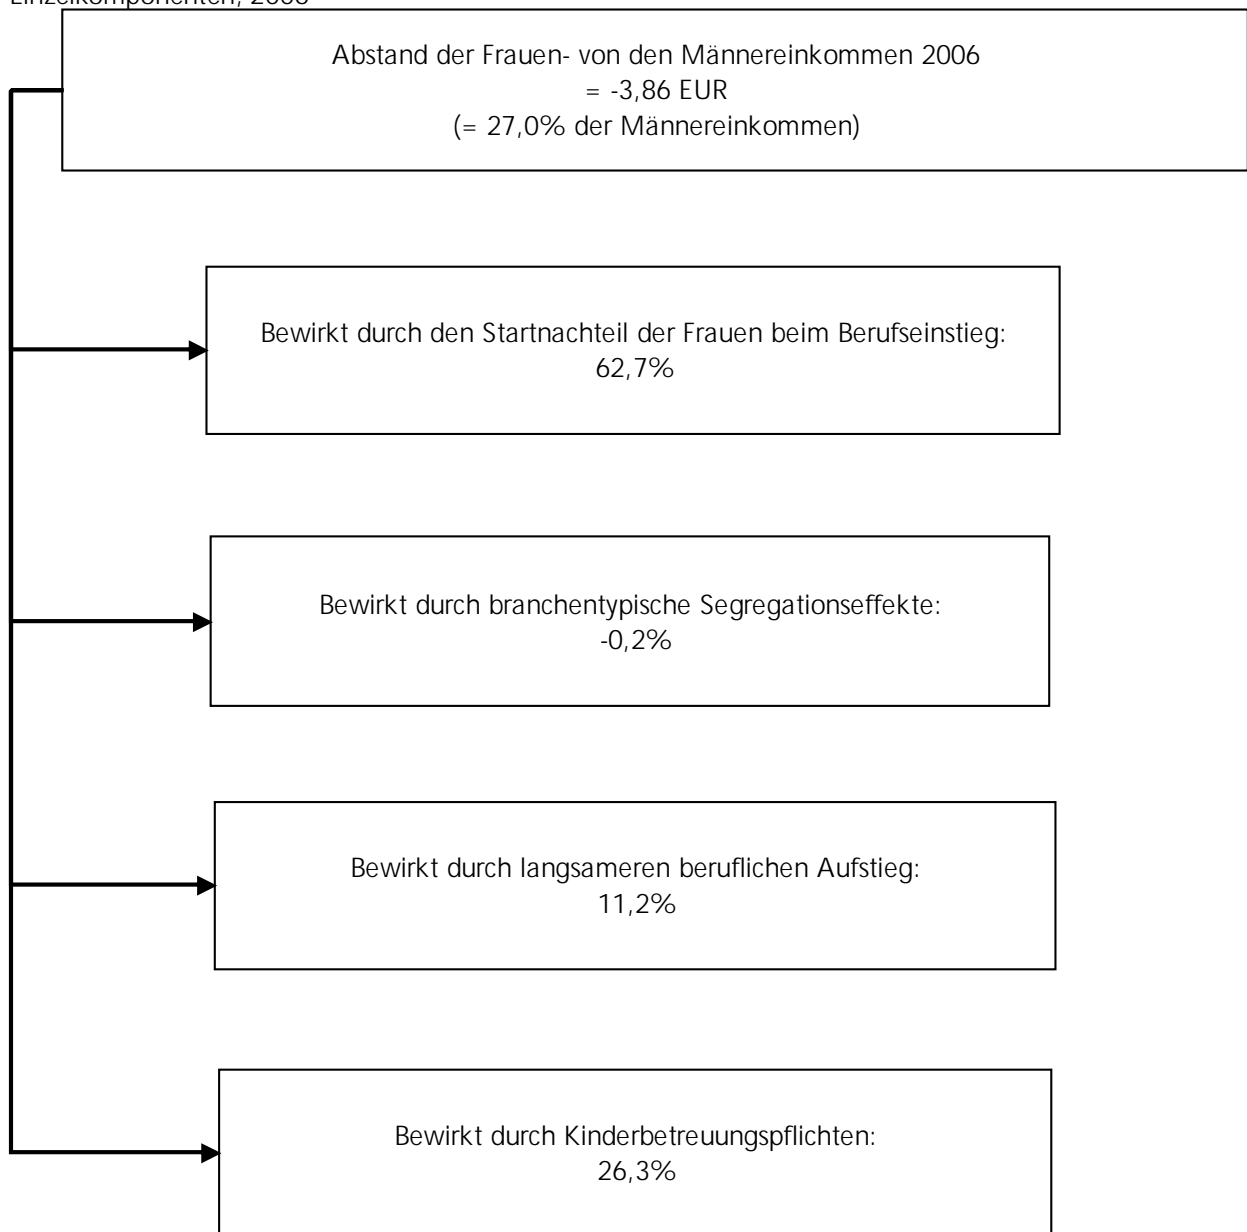 Einzelkomponenten, 2006
Abstand der Frauen- von den Männereinkommen 2006
= -3,86 EUR
(= 27,0% der Männereinkommen)
Bewirkt durch den Startnachteil der Frauen beim Berufseinstieg:
62,7%
Bewirkt durch branchentypische Segregationseffekte:
-0,2%
Bewirkt durch langsameren beruflichen Aufstieg:
11,2%
Bewirkt durch Kinderbetreuungspflichten:
26,3%